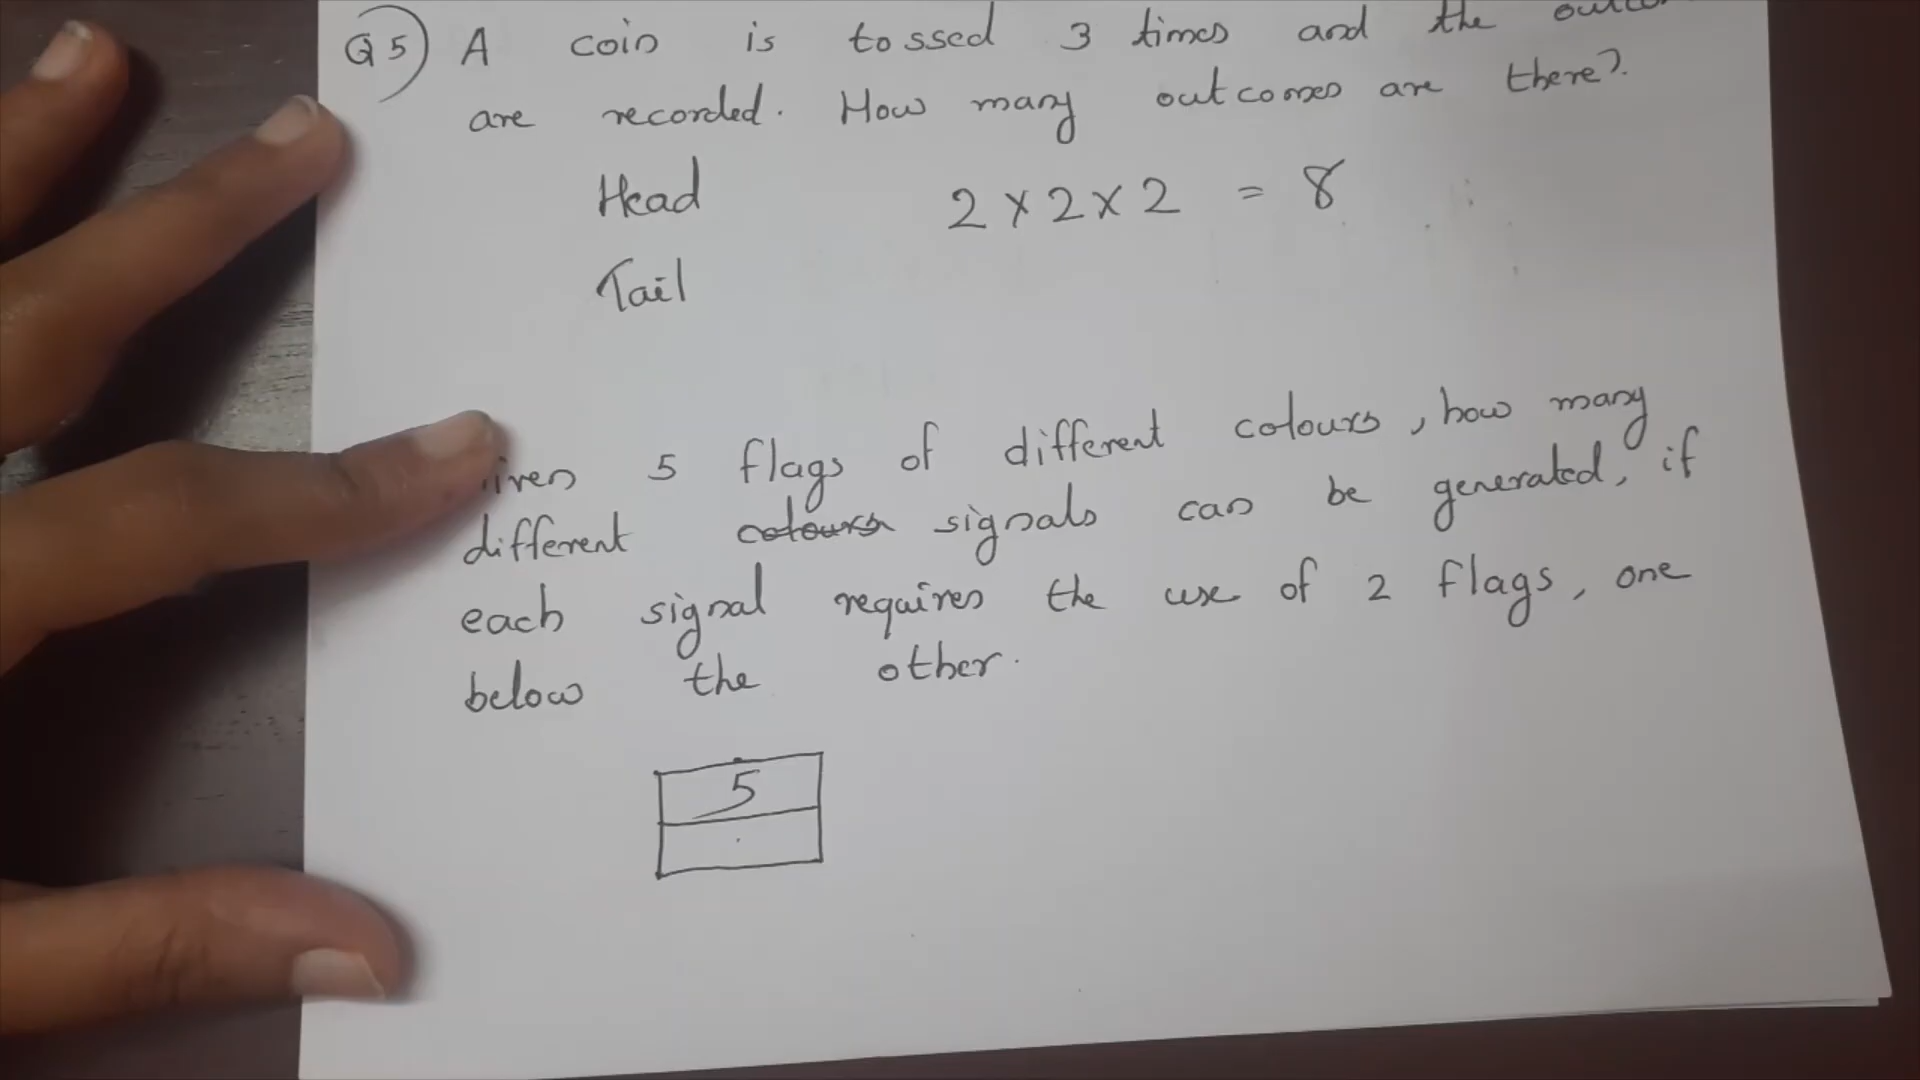 Q5) A coin is tossed 3 times and the
are recorded. How many outcomes are there?
Head 2 x 2 x 2 = 8
Tail
5 flags of different colours, how many
different colours signals can be generated, if
each signal requires the use of 2 flags, one
below the other.
5